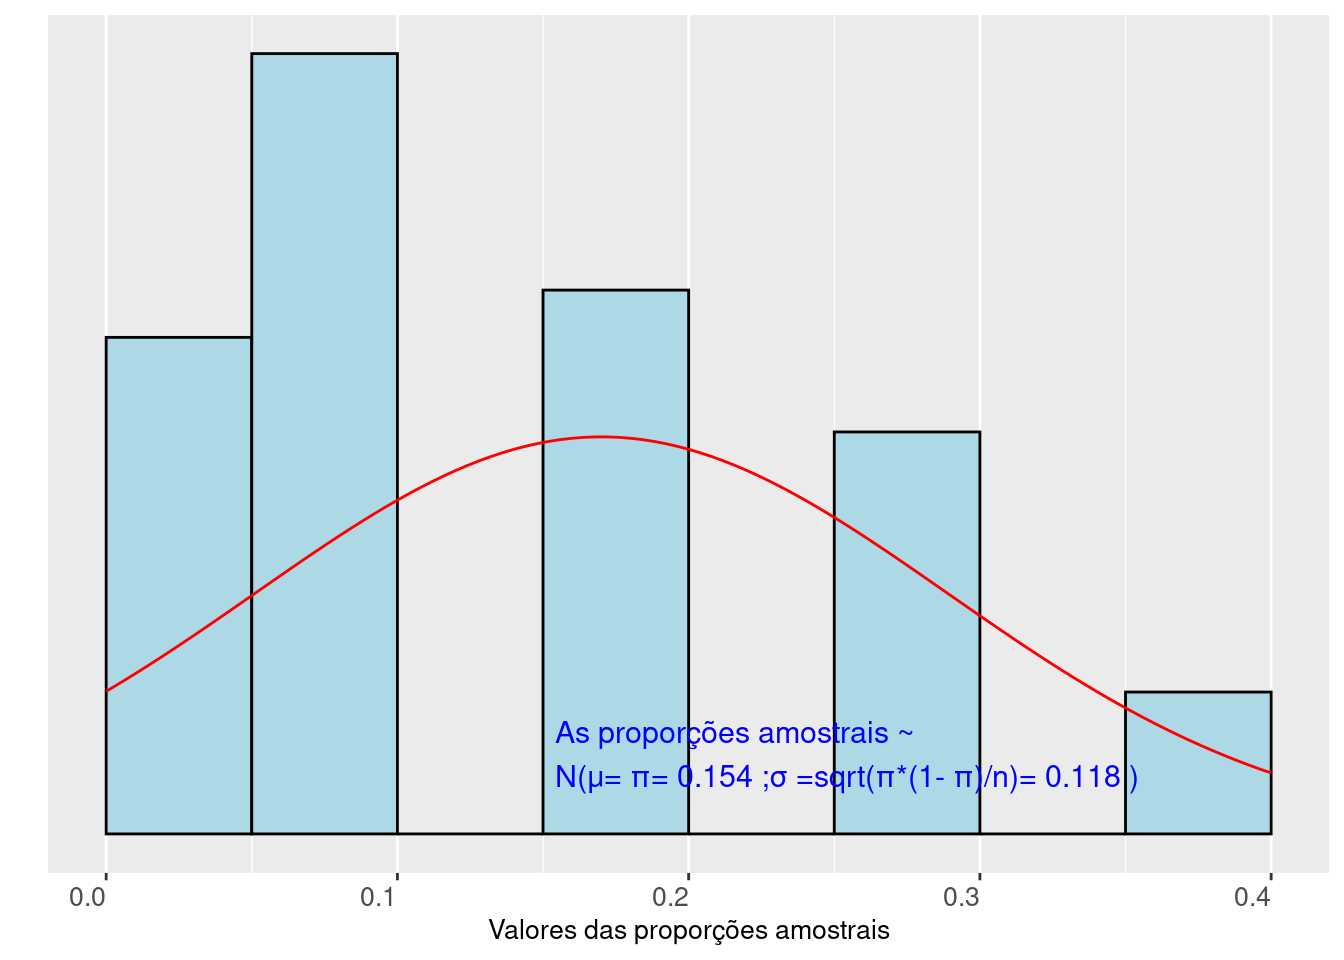 As proporções amostrais ~
N(μ= π= 0.154 ;σ =sqrt(π*(1- π)/n)= 0.118 )
0.0 0.1 0.2 0.3 0.4
Valores das proporções amostrais